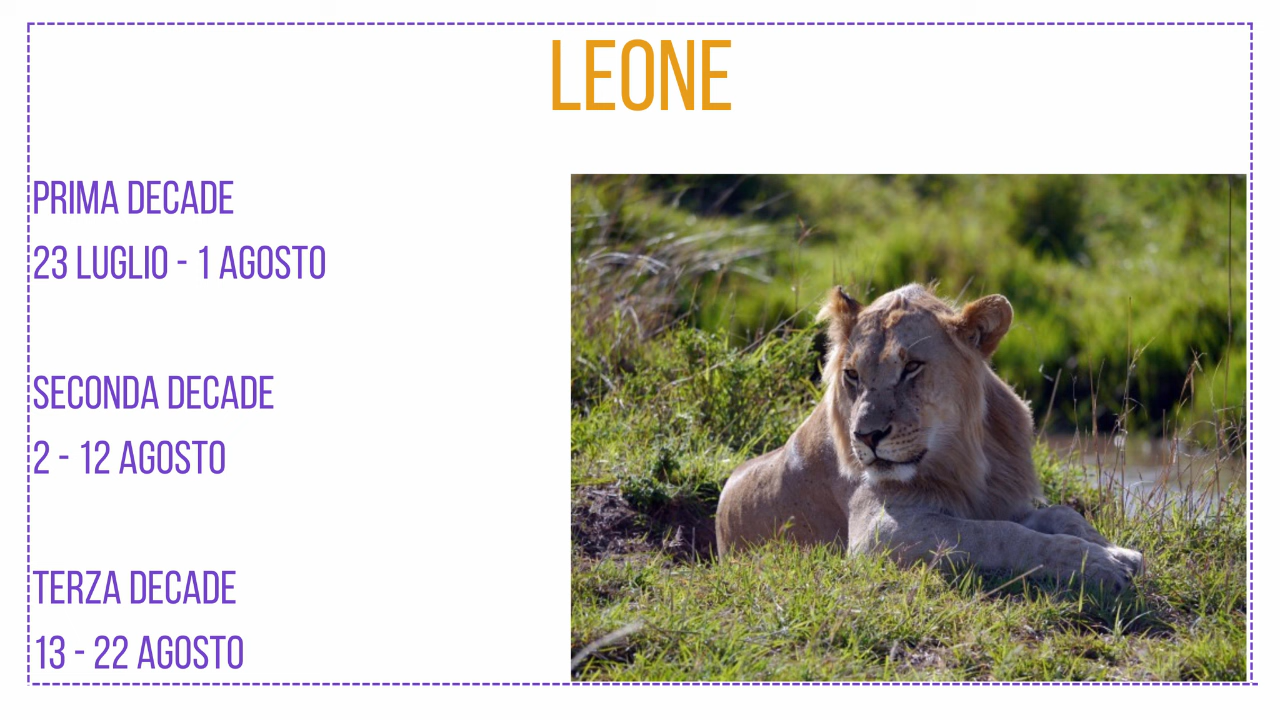 LEONE
PRIMA DECADE
23 LUGLIO - 1 AGOSTO
SECONDA DECADE
2 - 12 AGOSTO
TERZA DECADE
13 - 22 AGOSTO